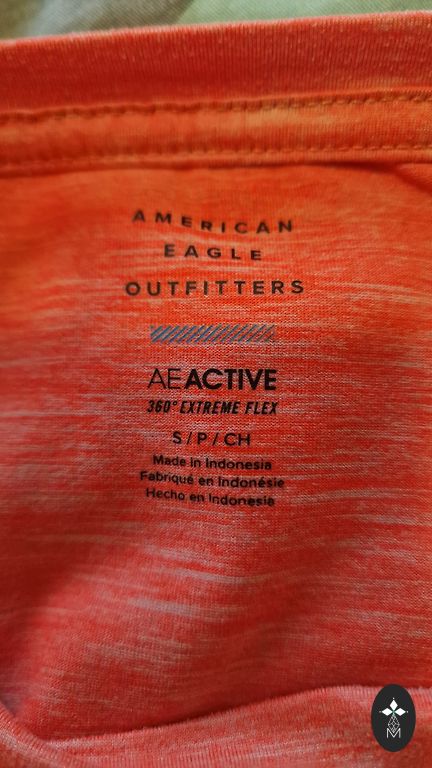 AMERICAN
EAGLE
OUTFITTERS
AEACTIVE
360° EXTREME FLEX
S / P / CH
Made in Indonesia
Fabriqué en Indonésie
Hecho en Indonesia